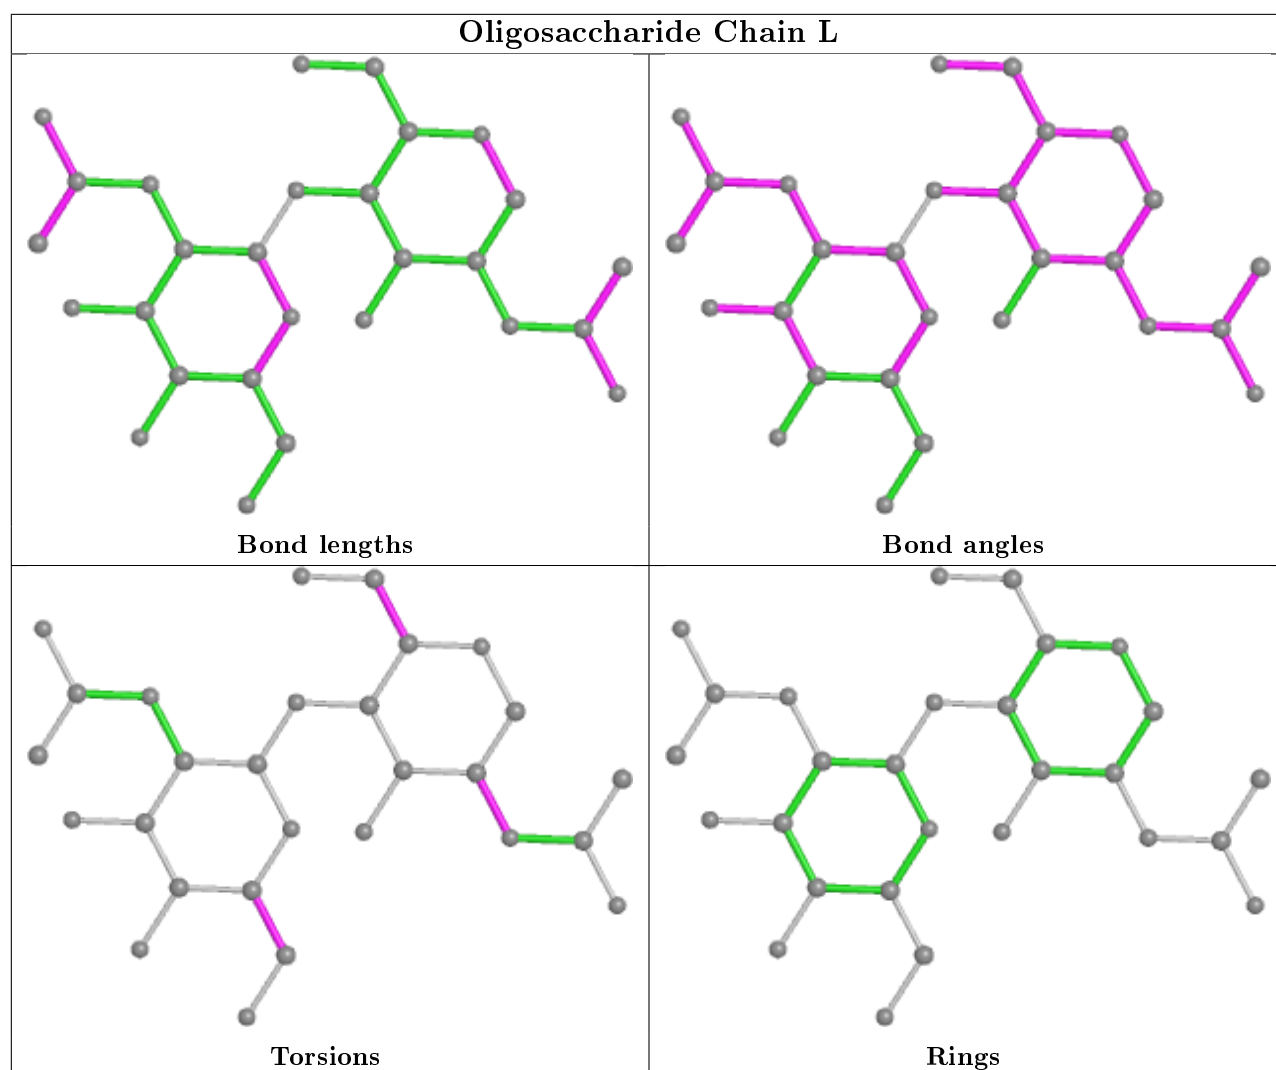 Oligosaccharide Chain L
Bond lengths
Bond angles
Torsions
Rings